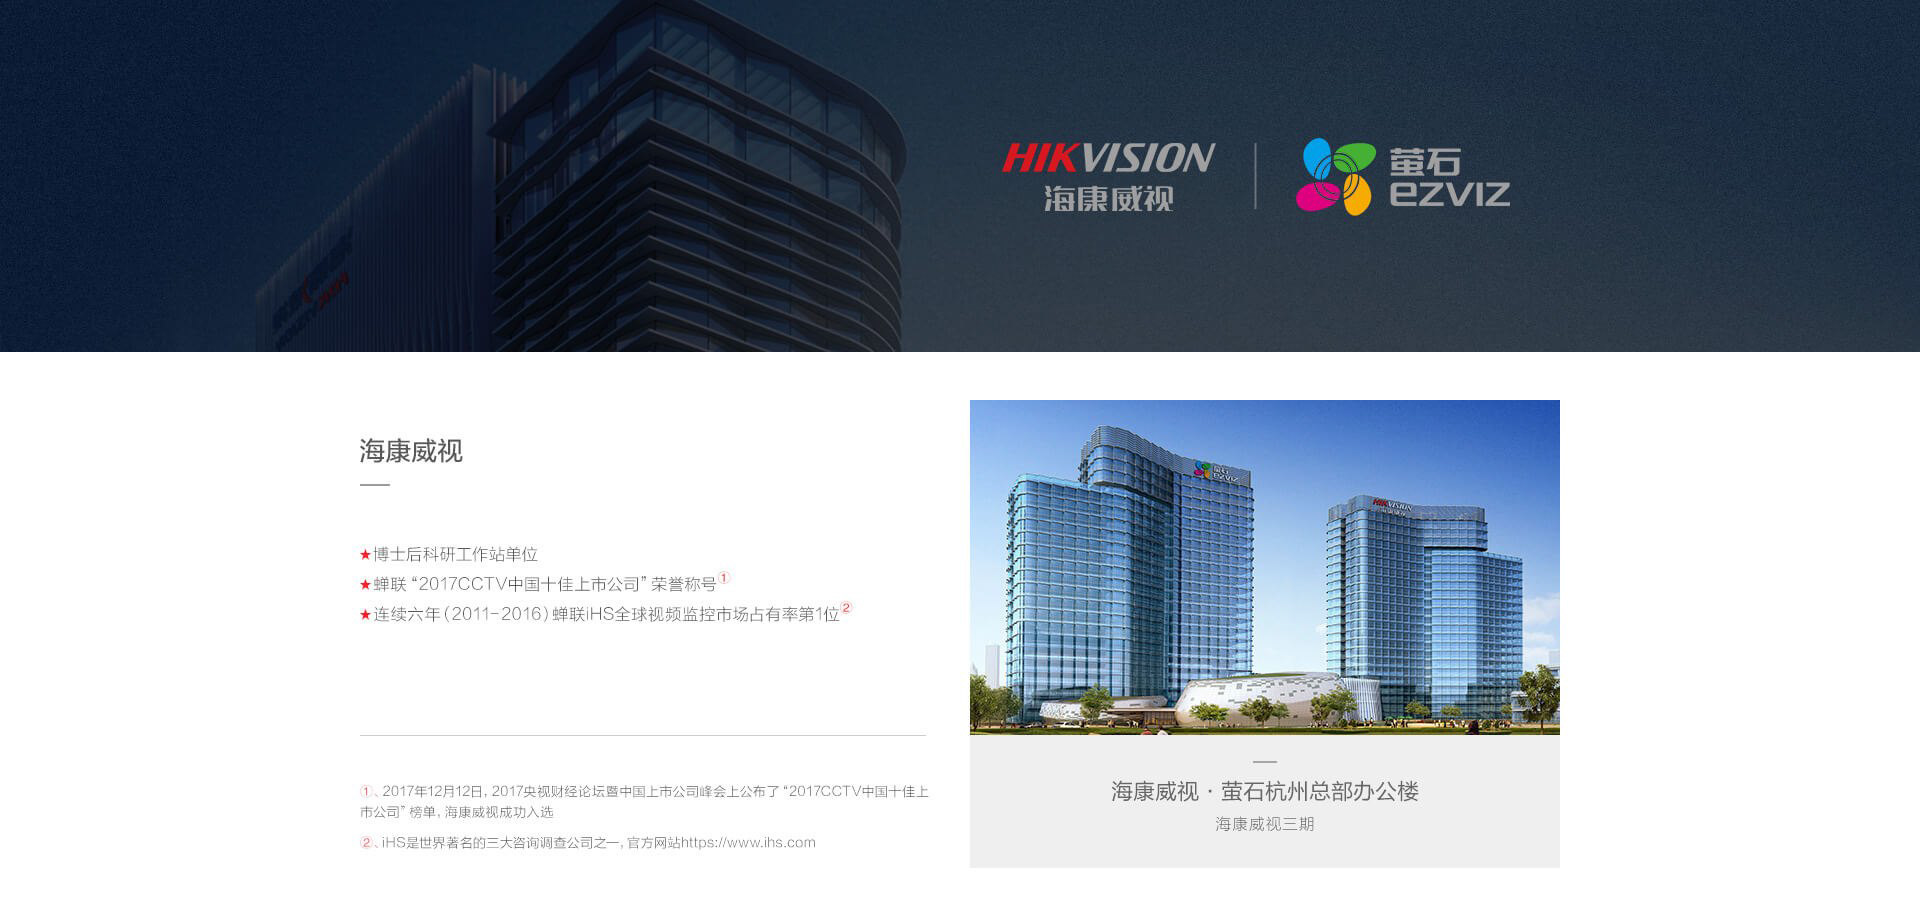 HIKVISION
海康威视
萤石
ezviz
海康威视
★博士后科研工作站单位
★蝉联“2017CCTV中国十佳上市公司”荣誉称号①
★连续六年（2011-2016）蝉联iHS全球视频监控市场占有率第1位②
①、2017年12月12日，2017央视财经论坛暨中国上市公司峰会上公布了“2017CCTV中国十佳上
市公司”榜单，海康威视成功入选
②、iHS是世界著名的三大咨询调查公司之一，官方网站https://www.ihs.com
萤石
ezviz
HIKVISION
海康威视
海康威视·萤石杭州总部办公楼
海康威视三期